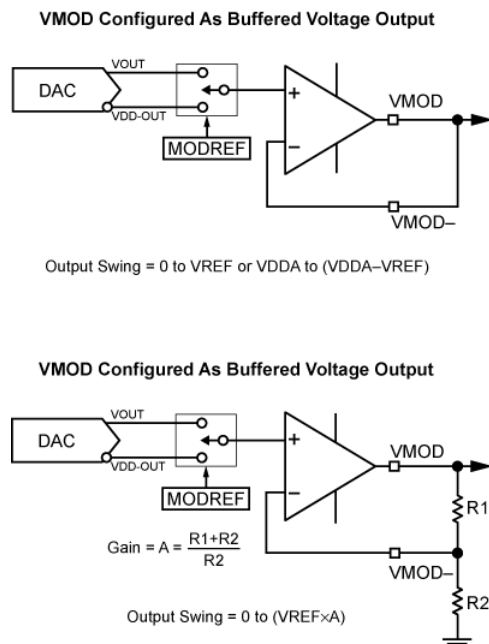 VMOD Configured As Buffered Voltage Output
VOUT
DAC
VDD-OUT
MODREF
+
−
VMOD
VMOD–
Output Swing = 0 to VREF or VDDA to (VDDA–VREF)
VMOD Configured As Buffered Voltage Output
VOUT
DAC
VDD-OUT
MODREF
+
−
VMOD
R1
VMOD–
R2
Gain = A = R1+R2
R2
Output Swing = 0 to (VREF×A)